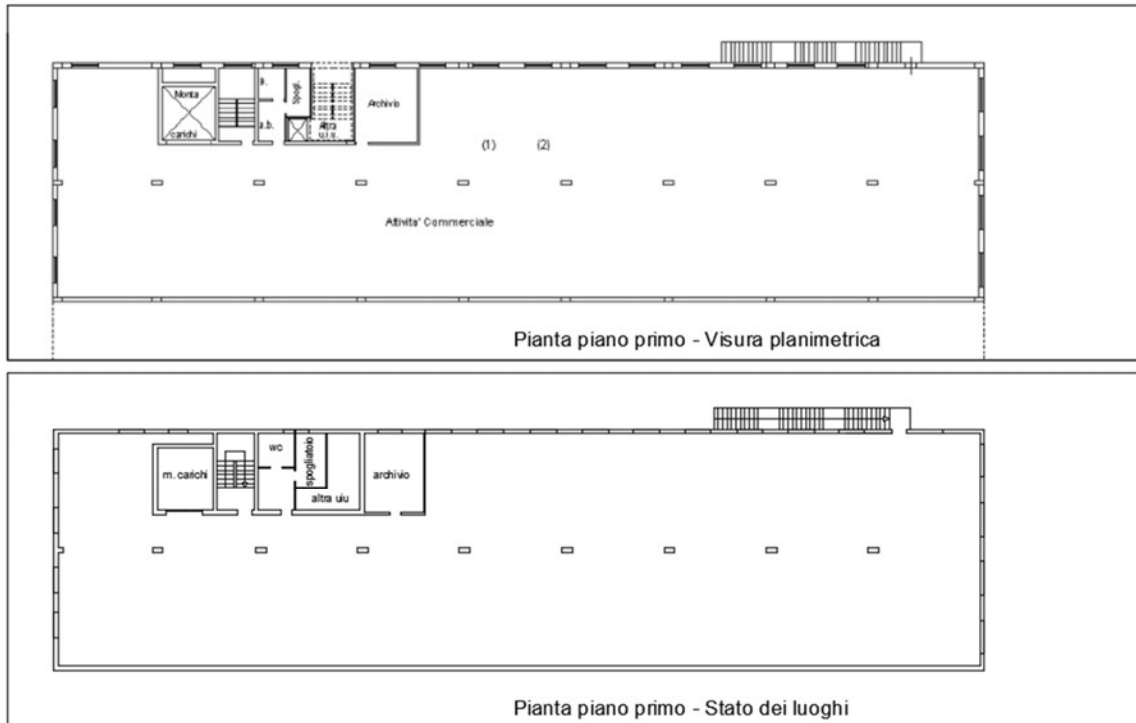 Monta
carichi
a.b.
Spogl.
Altra
u.i.u.
Archivio
(1) (2)
Attivita' Commerciale
Pianta piano primo - Visura planimetrica
m. carichi
wc
spogliatoio
altra uiu
archivio
Pianta piano primo - Stato dei luoghi